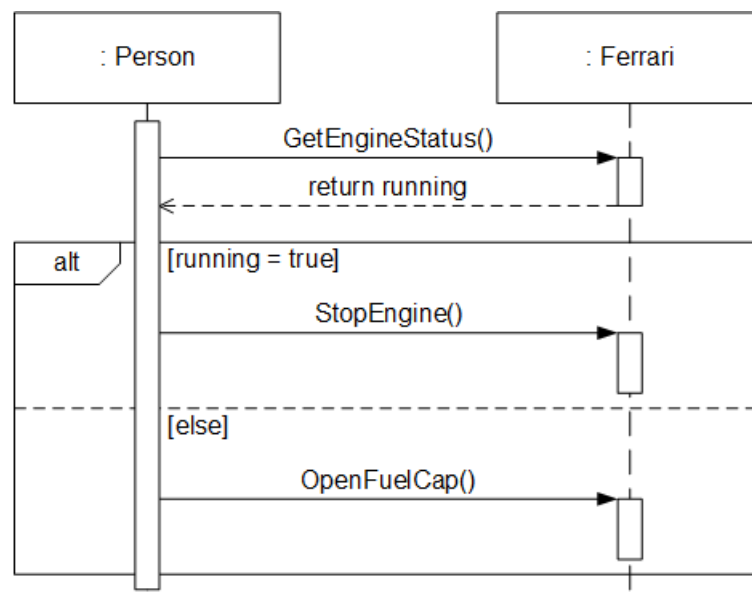 : Person
: Ferrari
GetEngineStatus()
return running
alt
[running = true]
StopEngine()
[else]
OpenFuelCap()